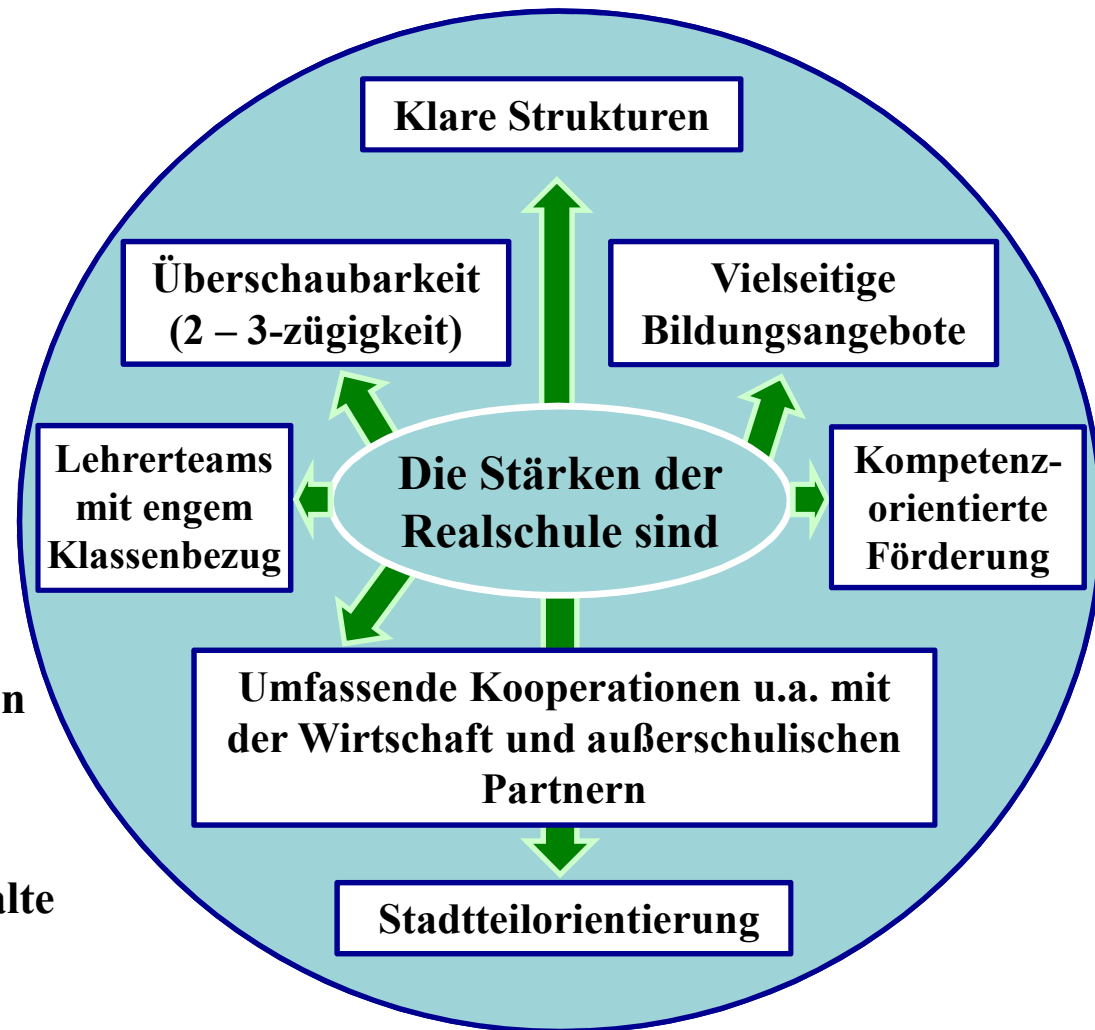 Klare Strukturen
Überschaubarkeit
(2 – 3-zügigkeit)
Vielseitige
Bildungsangebote
Lehrerteams
mit engem
Klassenbezug
Die Stärken der
Realschule sind
Kompetenz-
orientierte
Förderung
Umfassende Kooperationen u.a. mit
der Wirtschaft und außerschulischen
Partnern
Stadtteilorientierung
n
alte